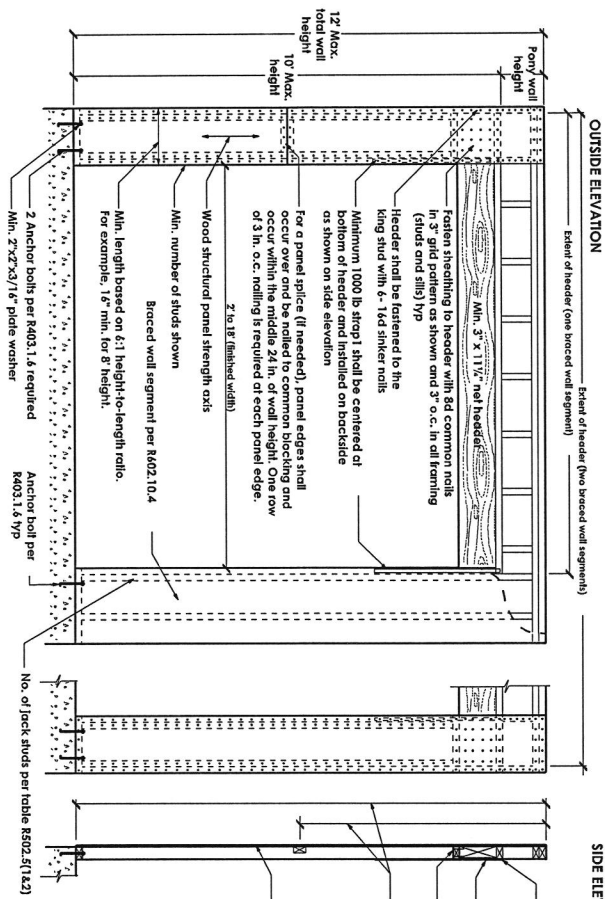 OUTSIDE ELEVATION
SIDE ELE
Extent of header (two braced wall segments)
Extent of header (one braced wall segment)
Pony wall
height
12' Max.
total wall
height
10' Max.
height
Min. 3" x 11¼" net header
Fasten sheathing to header with 8d common nails
in 3" grid pattern as shown and 3" o.c. in all framing
(studs and sills) typ
Header shall be fastened to the
king stud with 6- 16d sinker nails
Minimum 1000 lb strap1 shall be centered at
bottom of header and installed on backside
as shown on side elevation
For a panel splice (if needed), panel edges shall
occur over and be nailed to common blocking and
occur within the middle 24 in. of wall height. One row
of 3 in. o.c. nailing is required at each panel edge.
2' to 18' (finished width)
Wood structural panel strength axis
Min. number of studs shown
Braced wall segment per R602.10.4
Min. length based on 6:1 height-to-length ratio.
For example, 16" min. for 8' height.
2 Anchor bolts per R403.1.6 required
Min. 2"x2"x3/16" plate washer
Anchor bolt per
R403.1.6 typ
No. of jack studs per table R502.5(1&2)